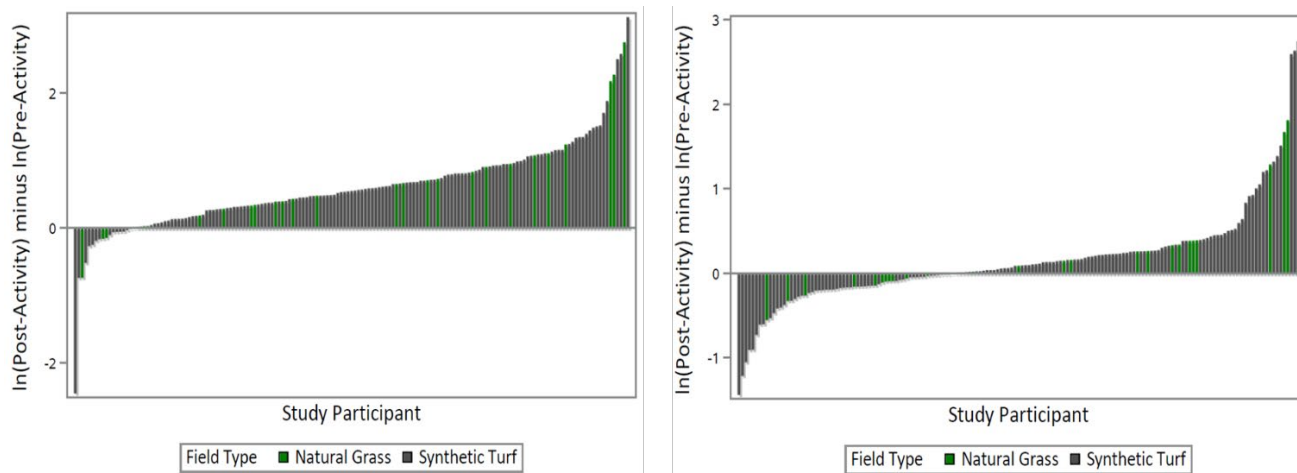 ln(Post-Activity) minus ln(Pre-Activity)
2
0
-2
Study Participant
Field Type Natural Grass Synthetic Turf
ln(Post-Activity) minus ln(Pre-Activity)
3
2
1
0
-1
Study Participant
Field Type Natural Grass Synthetic Turf